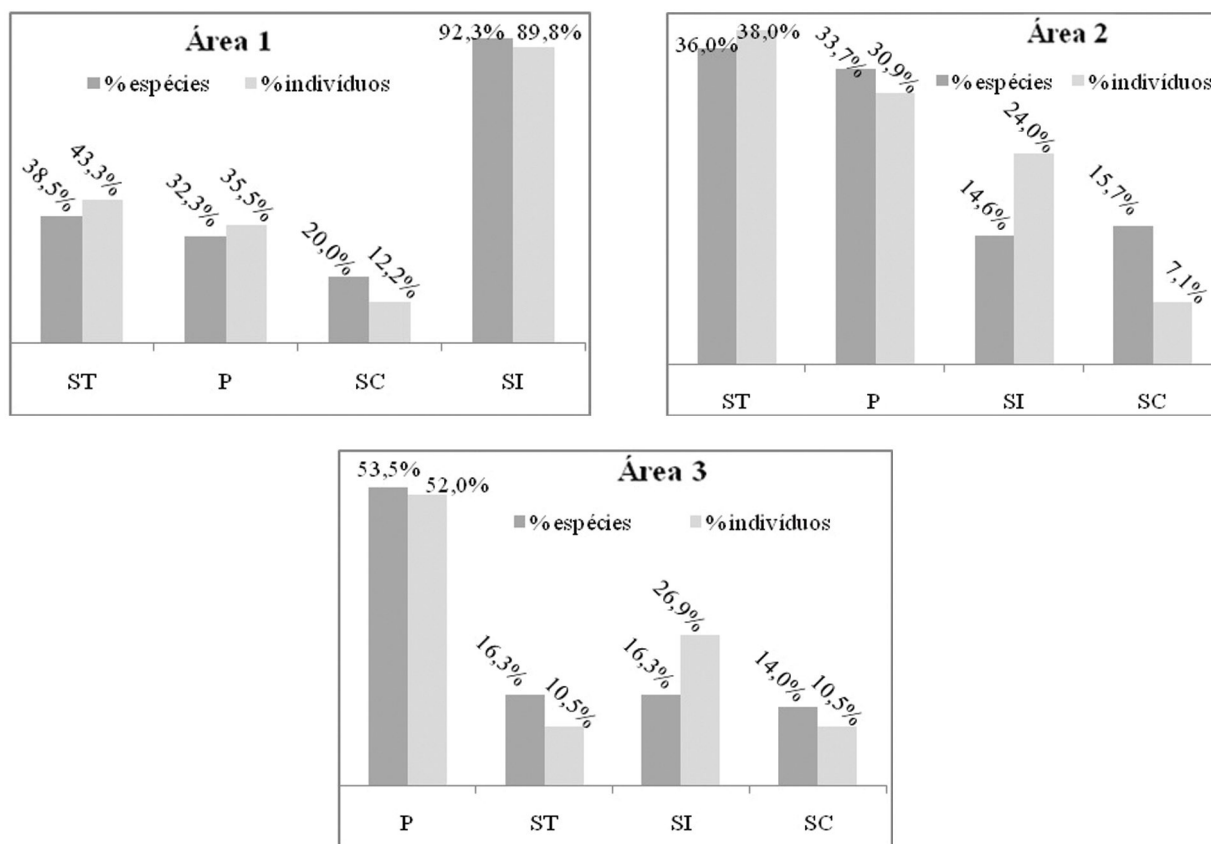 Área 1
% espécies % indivíduos
38,5% 43,3% 32,3% 35,5% 20,0% 12,2% 92,3% 89,8%
ST P SC SI
Área 2
% espécies % indivíduos
36,0% 38,0% 33,7% 30,9% 14,6% 24,0% 15,7% 7,1%
ST P SI SC
Área 3
% espécies % indivíduos
53,5% 52,0% 16,3% 10,5% 16,3% 26,9% 14,0% 10,5%
P ST SI SC